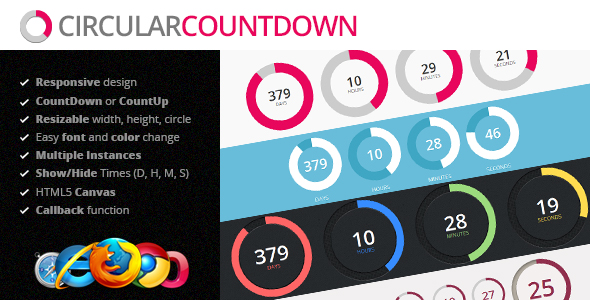 CIRCULARCOUNTDOWN
Responsive design
CountDown or CountUp
Resizable width, height, circle
Easy font and color change
Multiple Instances
Show/Hide Times (D, H, M, S)
HTML5 Canvas
Callback function
379
DAYS
10
HOURS
29
MINUTES
21
SECONDS
379
DAYS
10
HOURS
28
MINUTES
46
SECONDS
379
DAYS
10
HOURS
28
MINUTES
19
SECONDS
10
27
25